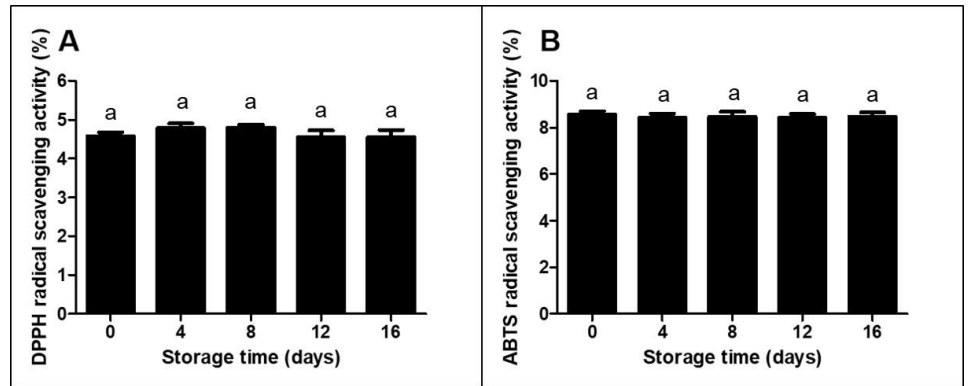 A
DPPH radical scavenging activity (%)
6
5
4
3
2
1
0
a
a
a
a
a
0 4 8 12 16
Storage time (days)
B
ABTS radical scavenging activity (%)
10
8
6
4
2
0
a
a
a
a
a
0 4 8 12 16
Storage time (days)